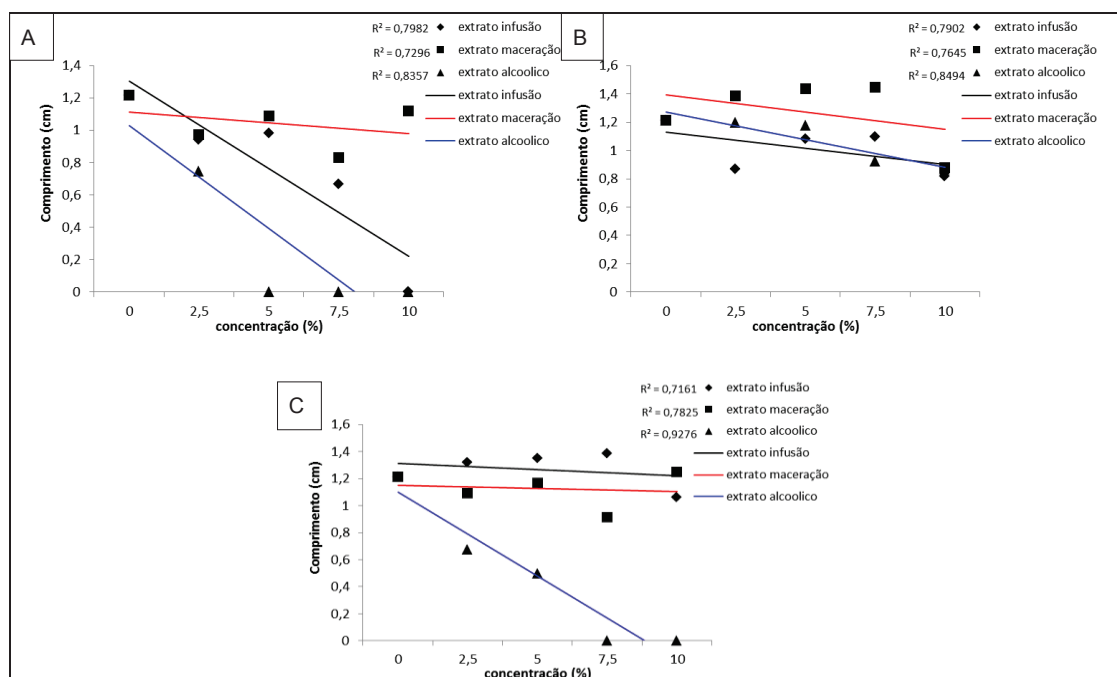 A
R² = 0,7982 extrato infusão
R² = 0,7296 extrato maceração
R² = 0,8357 extrato alcoolico
extrato infusão
extrato maceração
extrato alcoolico
Comprimento (cm)
1,4
1,2
1
0,8
0,6
0,4
0,2
0
0 2,5 5 7,5 10
concentração (%)
B
R² = 0,7902 extrato infusão
R² = 0,7645 extrato maceração
R² = 0,8494 extrato alcoolico
extrato infusão
extrato maceração
extrato alcoolico
Comprimento (cm)
1,6
1,4
1,2
1
0,8
0,6
0,4
0,2
0
0 2,5 5 7,5 10
concentração (%)
C
R² = 0,7161 extrato infusão
R² = 0,7825 extrato maceração
R² = 0,9276 extrato alcoolico
extrato infusão
extrato maceração
extrato alcoolico
Comprimento (cm)
1,6
1,4
1,2
1
0,8
0,6
0,4
0,2
0
0 2,5 5 7,5 10
concentração (%)